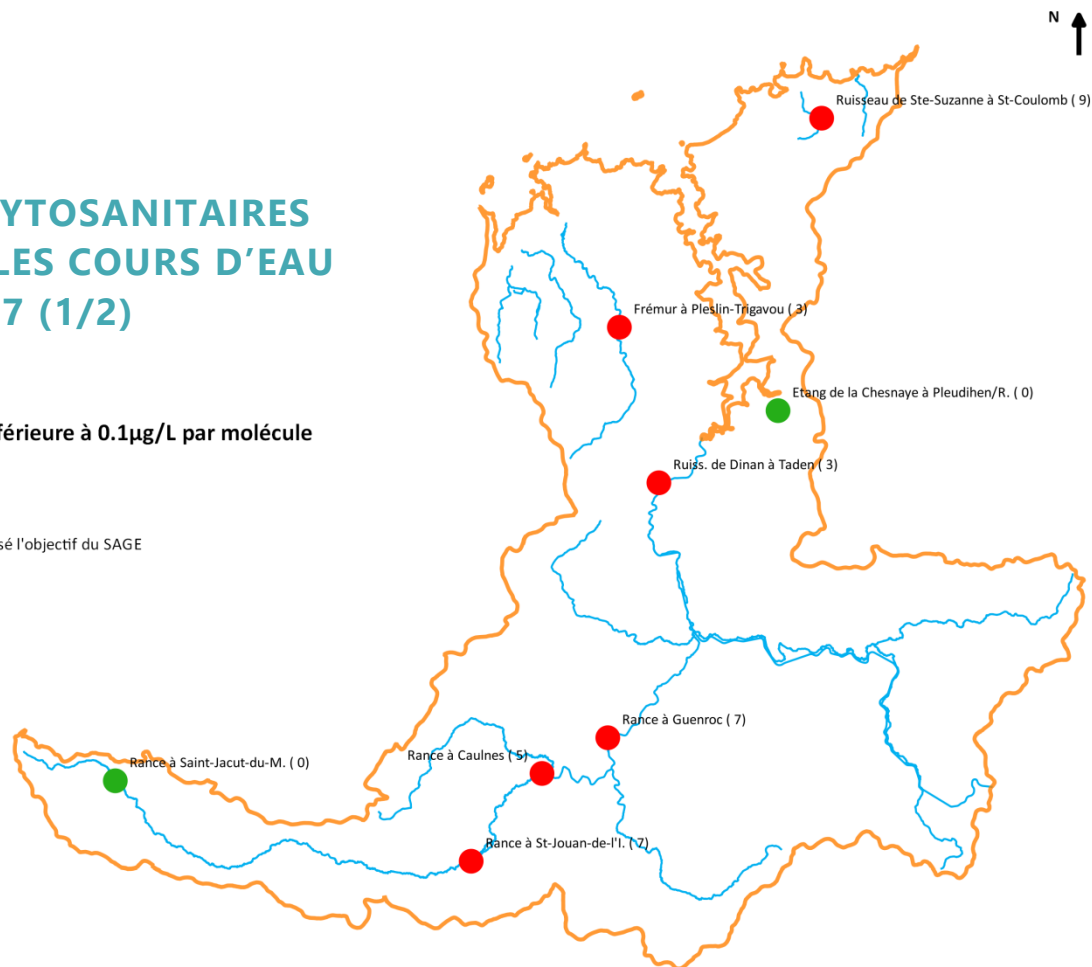 N
Ruisseau de Ste-Suzanne à St-Coulomb ( 9)
YTOSANITAIRES
LES COURS D'EAU
7 (1/2)
Frémur à Pleslin-Trigavou ( 3)
Etang de la Chesnaye à Pleudihen/R. ( 0)
férieure à 0.1µg/L par molécule
Ruiss. de Dinan à Taden ( 3)
sé l'objectif du SAGE
Rance à Guenroc ( 7)
Rance à Caulnes ( 5)
Rance à Saint-Jacut-du-M. ( 0)
Rance à St-Jouan-de-l'I. ( 7)